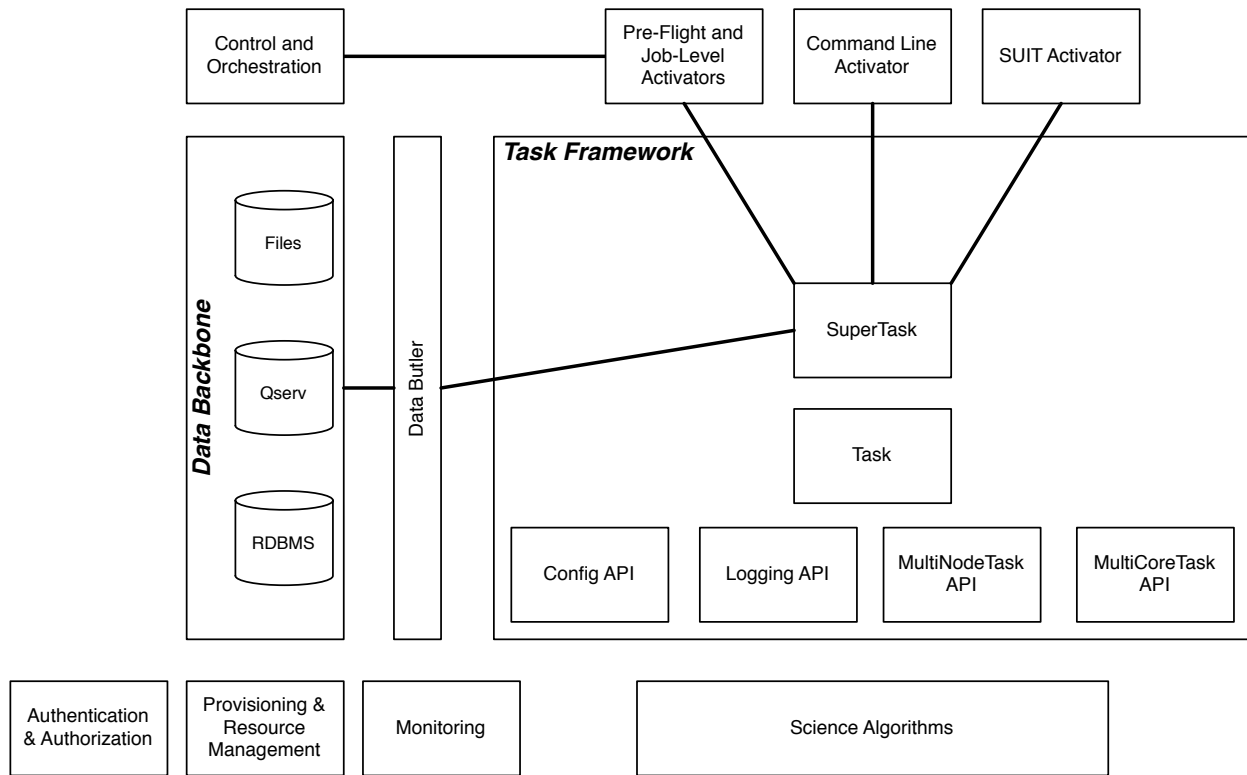 Control and
Orchestration
Pre-Flight and
Job-Level
Activators
Command Line
Activator
SUIT Activator
Task Framework
Data Backbone
Files
Qserv
RDBMS
Data Butler
SuperTask
Task
Config API
Logging API
MultiNodeTask
API
MultiCoreTask
API
Authentication
& Authorization
Provisioning &
Resource
Management
Monitoring
Science Algorithms